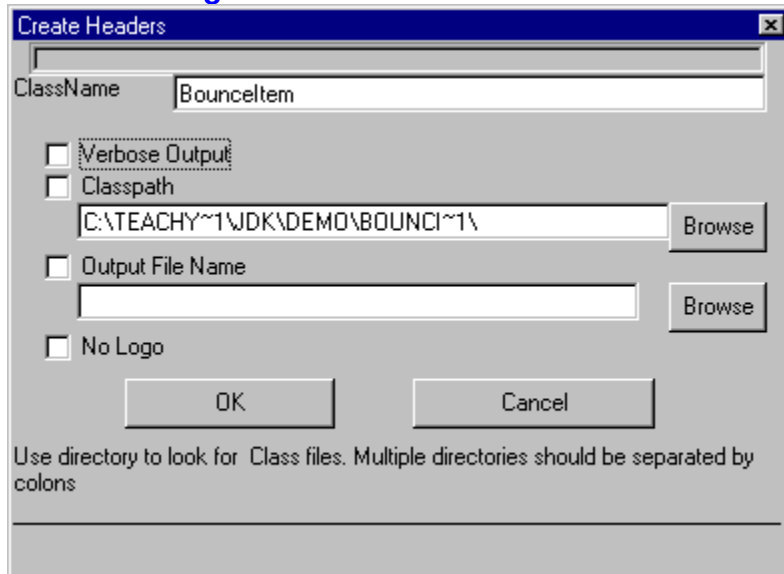 Create Headers
ClassName BounceItem
Verbose Output
Classpath
C:\TEACHY~1\JDK\DEMO\BOUNCI~1\ Browse
Output File Name
Browse
No Logo
OK Cancel
Use directory to look for Class files. Multiple directories should be separated by
colons